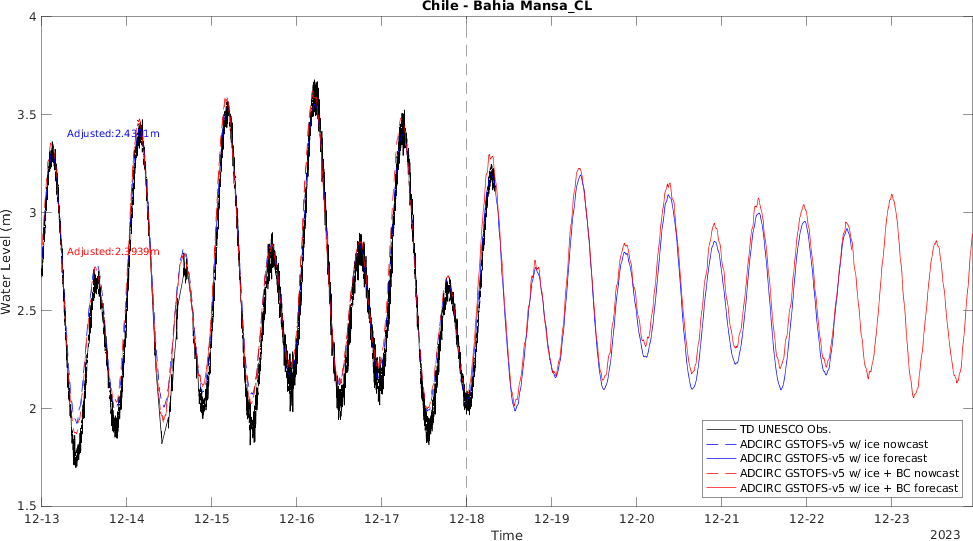 Chile - Bahia Mansa_CL
4
3.5
3
2.5
2
1.5
Water Level (m)
Adjusted:
Adjusted:2.3939m
TD UNESCO Obs.
ADCIRC GSTOFS-v5 w/ ice nowcast
ADCIRC GSTOFS-v5 w/ ice forecast
ADCIRC GSTOFS-v5 w/ ice + BC nowcast
ADCIRC GSTOFS-v5 w/ ice + BC forecast
12-13 12-14 12-15 12-16 12-17 12-18 12-19 12-20 12-21 12-22 12-23
Time
2023